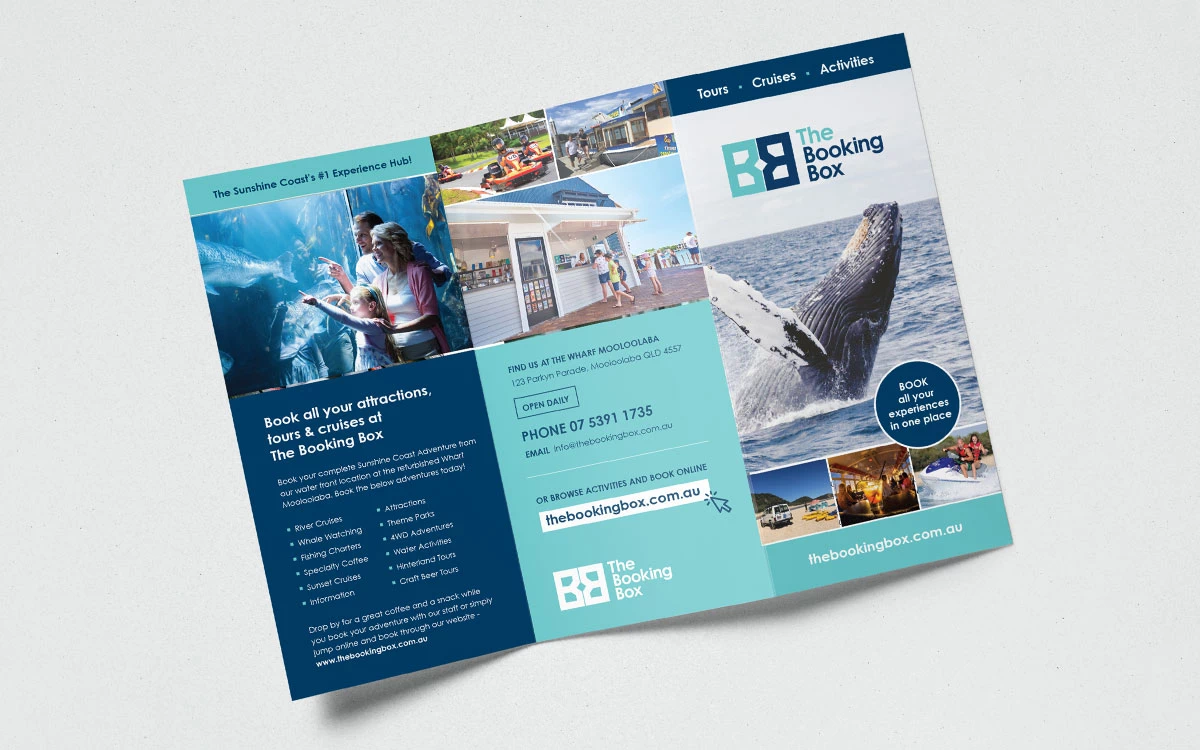 The Sunshine Coast's #1 Experience Hub!
Book all your attractions,
tours & cruises at
The Booking Box
Book your complete Sunshine Coast Adventure from
our water front location at the refurbished Wharf
Mooloolaba. Book the below adventures today!
River Cruises
Whale Watching
Fishing Charters
Specialty Coffee
Sunset Cruises
Information
Attractions
Theme Parks
4WD Adventures
Water Activities
Hinterland Tours
Craft Beer Tours
Drop by for a great coffee and a snack while
you book your adventure with our staff or simply
jump online and book through our website -
www.thebookingbox.com.au
FIND US AT THE WHARF MOOLOOLABA
123 Parkyn Parade, Mooloolaba QLD 4557
OPEN DAILY
PHONE 07 5391 1735
EMAIL info@thebookingbox.com.au
OR BROWSE ACTIVITIES AND BOOK ONLINE
thebookingbox.com.au
BB
The
Booking
Box
Tours • Cruises • Activities
BB
The
Booking
Box
BOOK
all your
experiences
in one place
thebookingbox.com.au